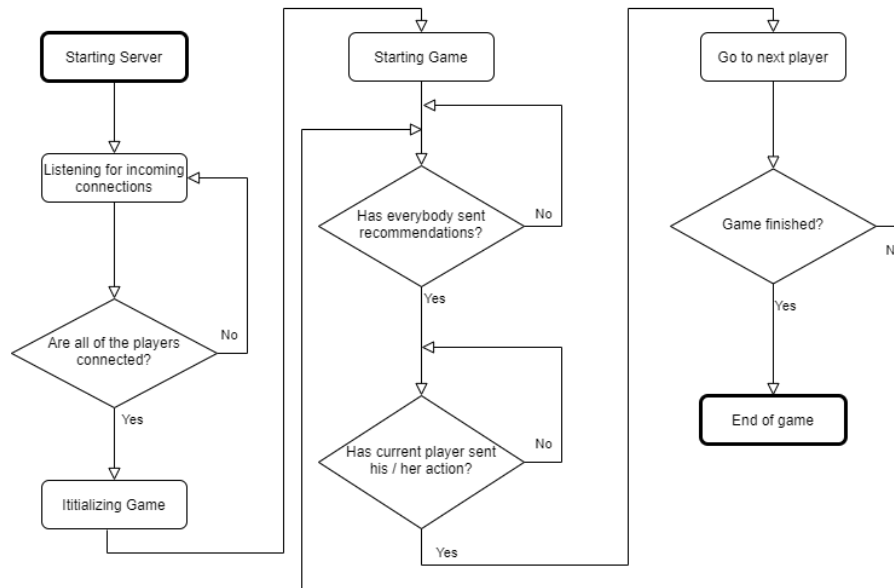 Starting Server
Listening for incoming
connections
Are all of the players
connected?
No
Yes
Ititializing Game
Starting Game
Has everybody sent
recommendations?
No
Yes
Has current player sent
his / her action?
No
Yes
Go to next player
Game finished?
Yes
End of game